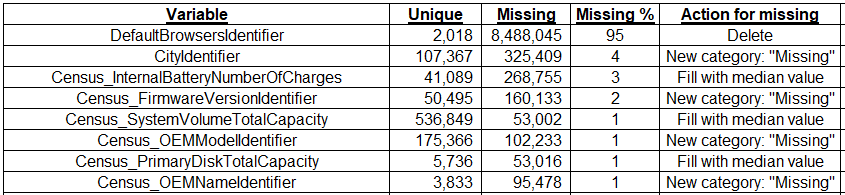 Variable Unique Missing Missing % Action for missing
DefaultBrowsersIdentifier 2,018 8,488,045 95 Delete
CityIdentifier 107,367 325,409 4 New category: "Missing"
Census_InternalBatteryNumberOfCharges 41,089 268,755 3 Fill with median value
Census_FirmwareVersionIdentifier 50,495 160,133 2 New category: "Missing"
Census_SystemVolumeTotalCapacity 536,849 53,002 1 Fill with median value
Census_OEMModelIdentifier 175,366 102,233 1 New category: "Missing"
Census_PrimaryDiskTotalCapacity 5,736 53,016 1 Fill with median value
Census_OEMNameIdentifier 3,833 95,478 1 New category: "Missing"